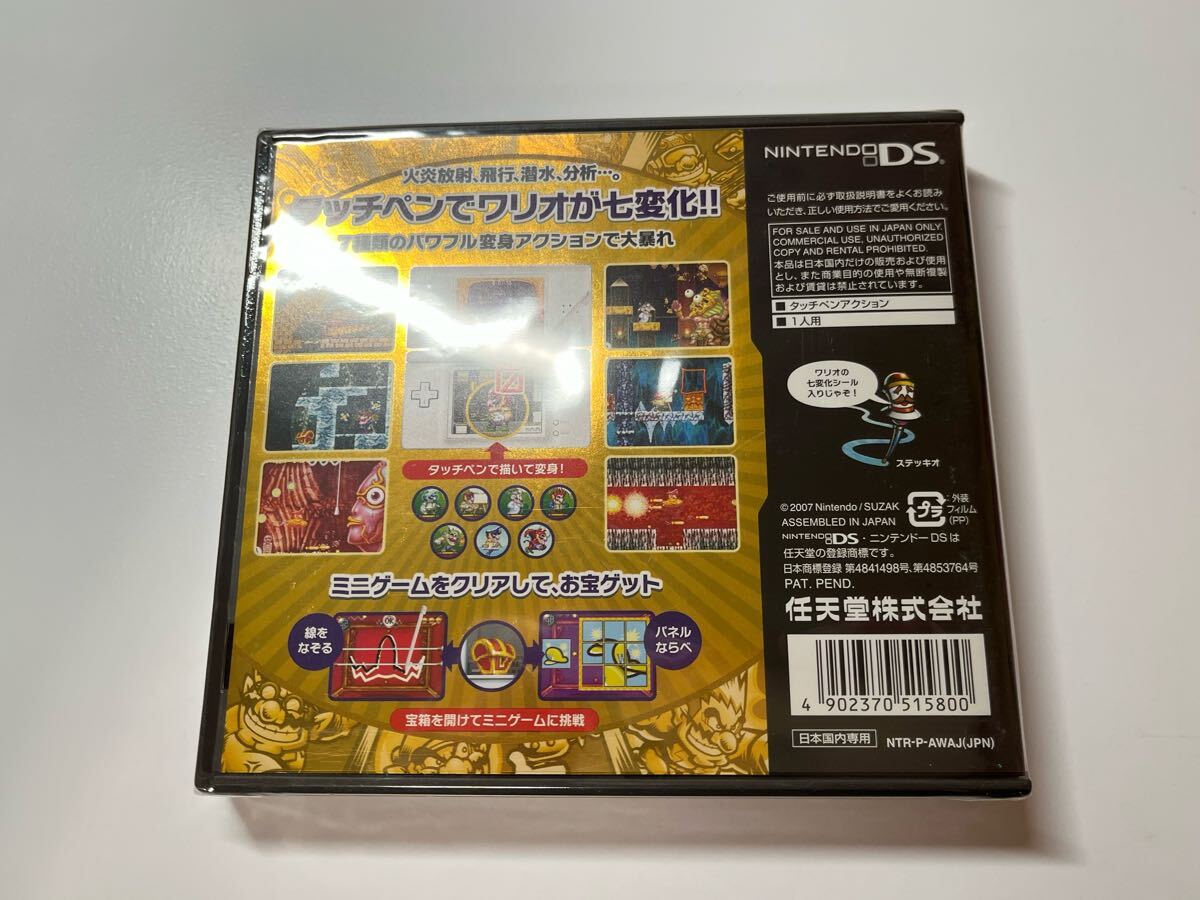 火炎放射、飛行、潜水、分析…。
タッチペンでワリオが七変化!!
7種類のパワフル変身アクションで大暴れ
タッチペンで描いて変身!
ミニゲームをクリアして、お宝ゲット
線を
なぞる
OR
パネル
ならべ
宝箱を開けてミニゲームに挑戦
NINTENDO DS
ご使用前に必ず取扱説明書をよくお読み
いただき、正しい使用方法でご愛用ください。
FOR SALE AND USE IN JAPAN ONLY.
COMMERCIAL USE, UNAUTHORIZED
COPY AND RENTAL PROHIBITED.
本品は日本国内だけの販売および使用
とし、また商業目的の使用や無断複製
および賃貸は禁止されています。
■タッチペンアクション
■1人用
ワリオの
七変化シール
入りじゃぞ!
ステッキオ
© 2007 Nintendo / SUZAK
ASSEMBLED IN JAPAN
プラ
:外装
フィルム
(PP)
NINTENDO DS・ニンテンドーDSは
任天堂の登録商標です。
日本商標登録 第4841498号、第4853764号
PAT. PEND.
任天堂株式会社
4 902370 515800
日本国内専用
NTR-P-AWAJ(JPN)